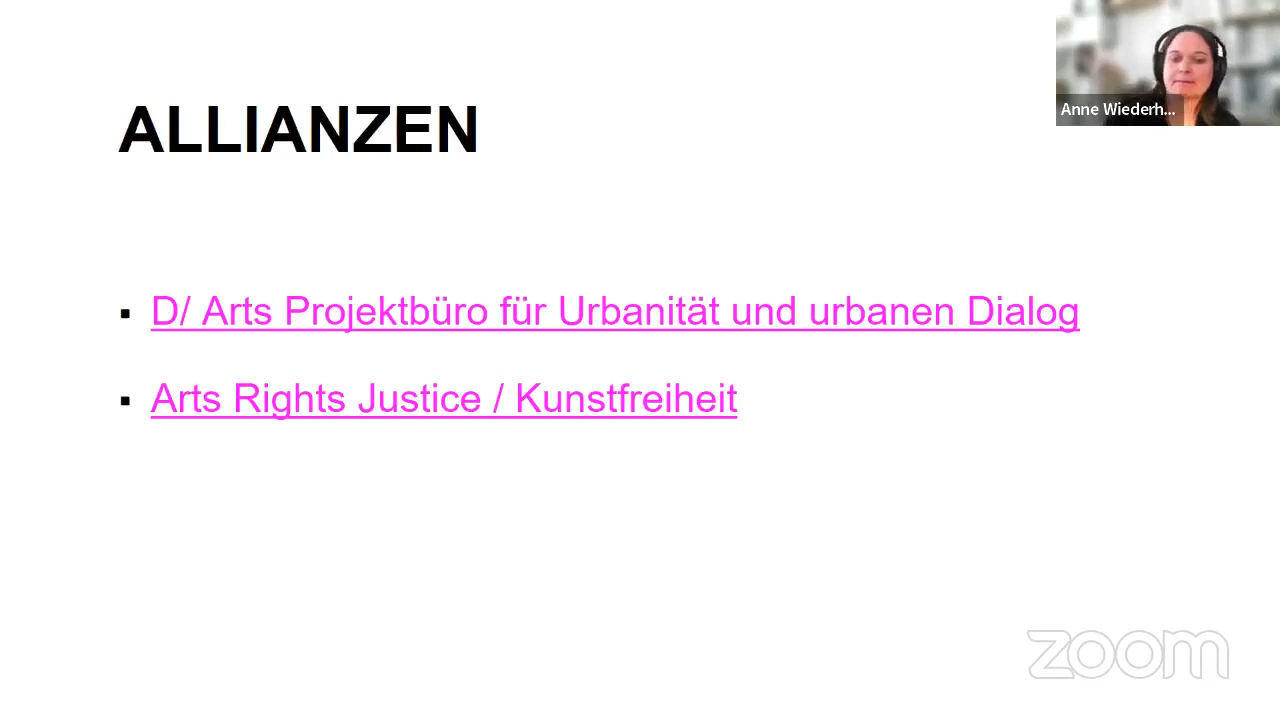 Anne Wiederh...
ALLIANZEN
▪ D/ Arts Projektbüro für Urbanität und urbanen Dialog
▪ Arts Rights Justice / Kunstfreiheit
zoom